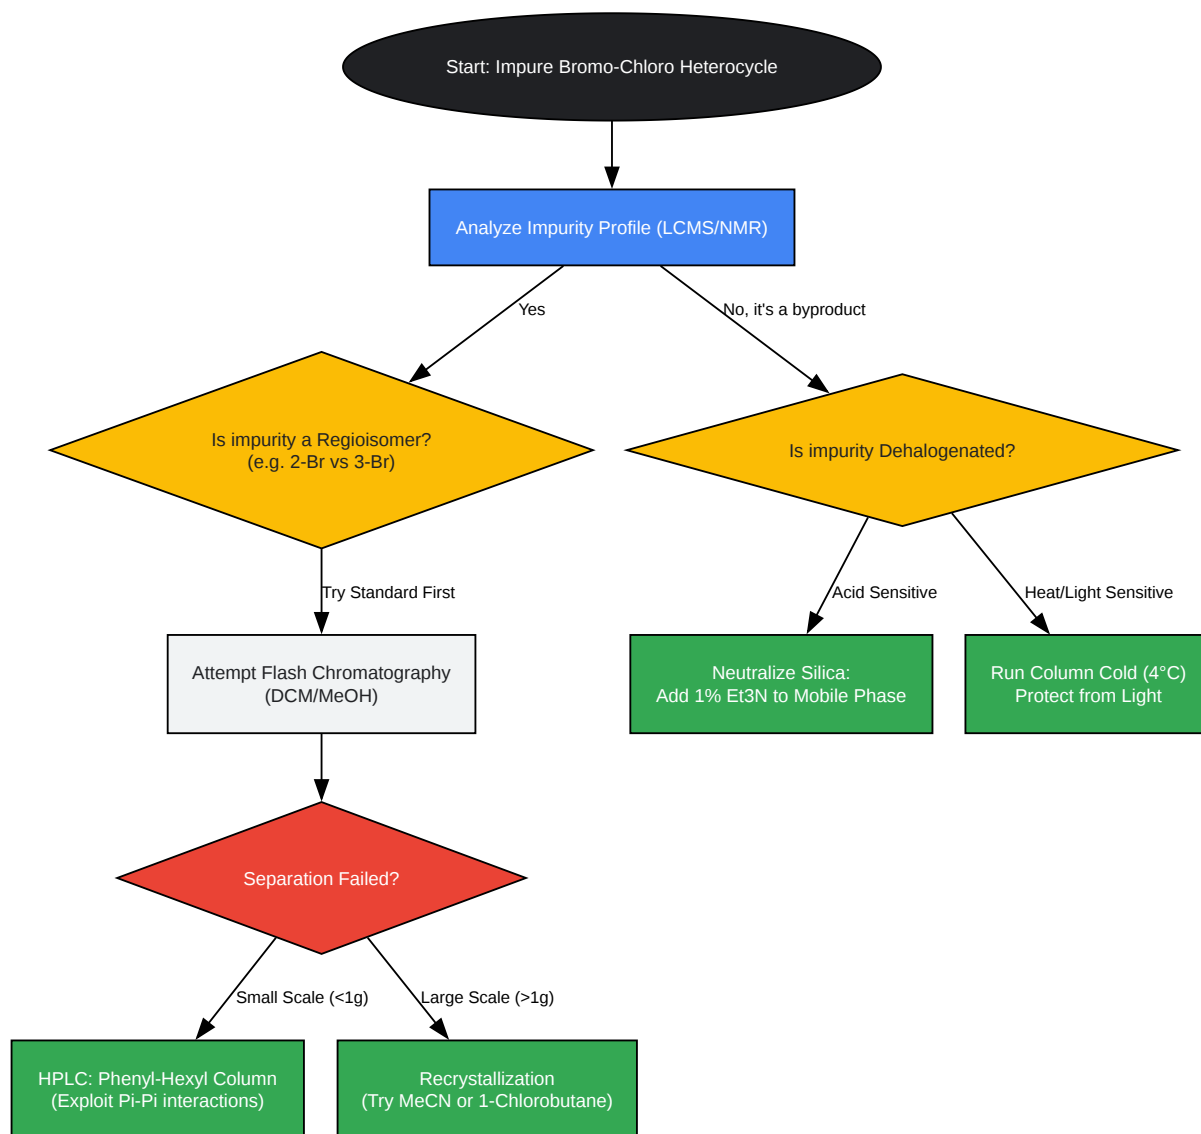 Start: Impure Bromo-Chloro Heterocycle
Analyze Impurity Profile (LCMS/NMR)
Yes
No, it's a byproduct
Is impurity a Regioisomer?
(e.g. 2-Br vs 3-Br)
Is impurity Dehalogenated?
Try Standard First
Acid Sensitive
Heat/Light Sensitive
Attempt Flash Chromatography
(DCM/MeOH)
Neutralize Silica:
Add 1% Et3N to Mobile Phase
Run Column Cold (4°C)
Protect from Light
Separation Failed?
Small Scale (<1g)
Large Scale (>1g)
HPLC: Phenyl-Hexyl Column
(Exploit Pi-Pi interactions)
Recrystallization
(Try MeCN or 1-Chlorobutane)